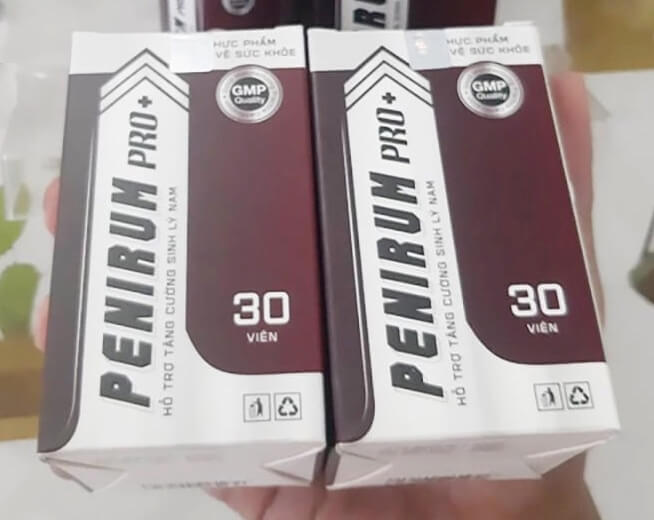 HỰC PHẨM
VỆ SỨC KHỎE
GMP
Quality
PENIRUM PRO+
HỖ TRỢ TĂNG CƯỜNG SINH LÝ NAM
30
VIÊN
HỰC PHẨM
VỆ SỨC KHỎE
GMP
Quality
PENIRUM PRO+
HỖ TRỢ TĂNG CƯỜNG SINH LÝ NAM
30
VIÊN